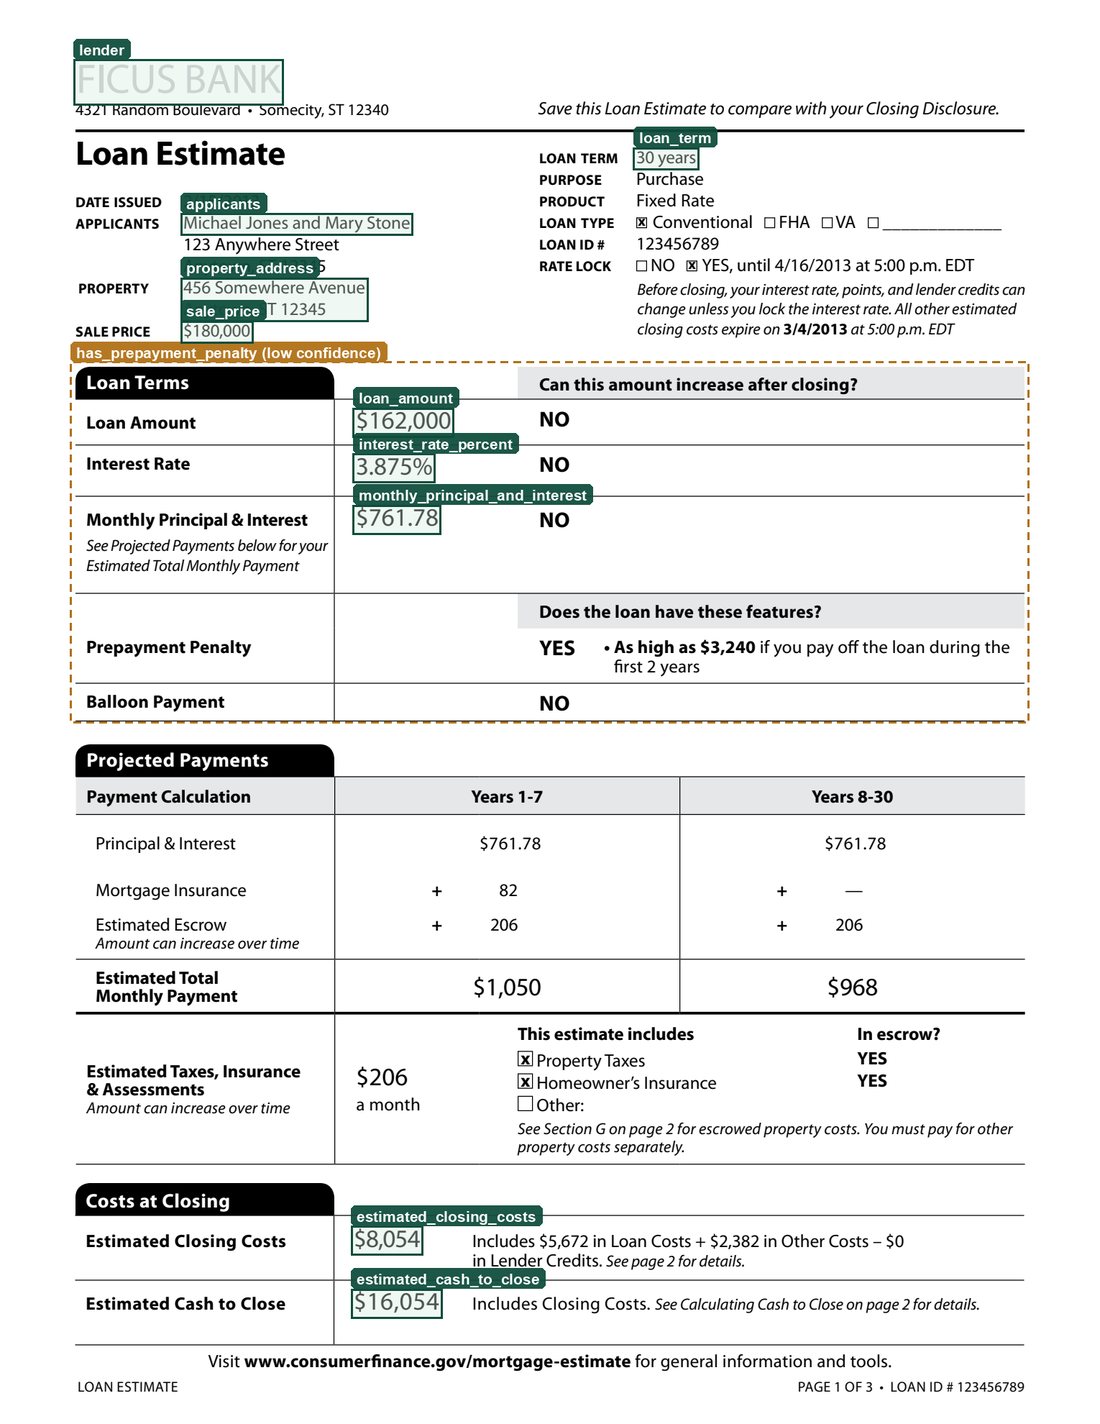 lender
FICUS BANK
4321 Random Boulevard • Somecity, ST 12340
Save this Loan Estimate to compare with your Closing Disclosure.
Loan Estimate
DATE ISSUED
applicants
APPLICANTS
Michael Jones and Mary Stone
123 Anywhere Street
property_address
5
PROPERTY
456 Somewhere Avenue
sale_price
T 12345
SALE PRICE
$180,000
loan_term
LOAN TERM 30 years
PURPOSE Purchase
PRODUCT Fixed Rate
LOAN TYPE ☒ Conventional ☐ FHA ☐ VA ☐ _____________
LOAN ID # 123456789
RATE LOCK ☐ NO ☒ YES, until 4/16/2013 at 5:00 p.m. EDT
Before closing, your interest rate, points, and lender credits can
change unless you lock the interest rate. All other estimated
closing costs expire on 3/4/2013 at 5:00 p.m. EDT
has_prepayment_penalty (low confidence)
Loan Terms
Can this amount increase after closing?
loan_amount
Loan Amount $162,000 NO
interest_rate_percent
Interest Rate 3.875% NO
monthly_principal_and_interest
Monthly Principal & Interest $761.78 NO
See Projected Payments below for your
Estimated Total Monthly Payment
Does the loan have these features?
Prepayment Penalty YES • As high as $3,240 if you pay off the loan during the
first 2 years
Balloon Payment NO
Projected Payments
Payment Calculation Years 1-7 Years 8-30
Principal & Interest $761.78 $761.78
Mortgage Insurance + 82 + —
Estimated Escrow + 206 + 206
Amount can increase over time
Estimated Total
Monthly Payment $1,050 $968
Estimated Taxes, Insurance
& Assessments
Amount can increase over time
$206
a month
This estimate includes In escrow?
☒ Property Taxes YES
☒ Homeowner's Insurance YES
☐ Other:
See Section G on page 2 for escrowed property costs. You must pay for other
property costs separately.
Costs at Closing
estimated_closing_costs
Estimated Closing Costs $8,054 Includes $5,672 in Loan Costs + $2,382 in Other Costs – $0
in Lender Credits. See page 2 for details.
estimated_cash_to_close
Estimated Cash to Close $16,054 Includes Closing Costs. See Calculating Cash to Close on page 2 for details.
Visit www.consumerfinance.gov/mortgage-estimate for general information and tools.
LOAN ESTIMATE PAGE 1 OF 3 • LOAN ID # 123456789